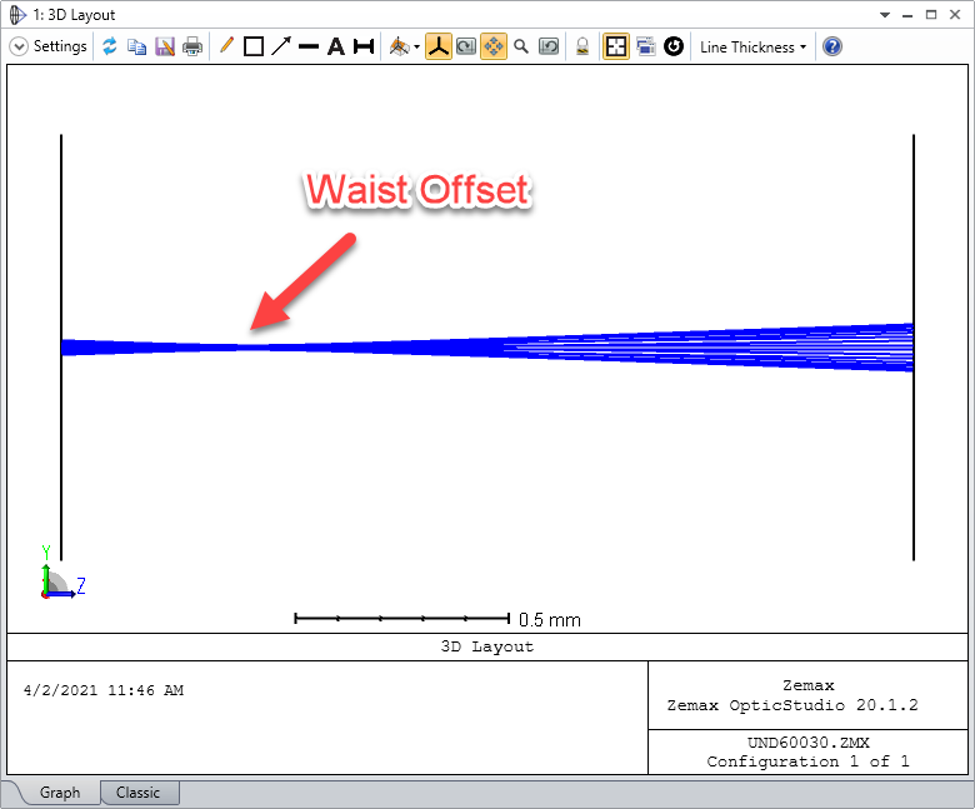 1: 3D Layout
Settings
A
Line Thickness
?
Waist Offset
Y
Z
0.5 mm
3D Layout
4/2/2021 11:46 AM
Zemax
Zemax OpticStudio 20.1.2
UND60030.ZMX
Configuration 1 of 1
Graph
Classic